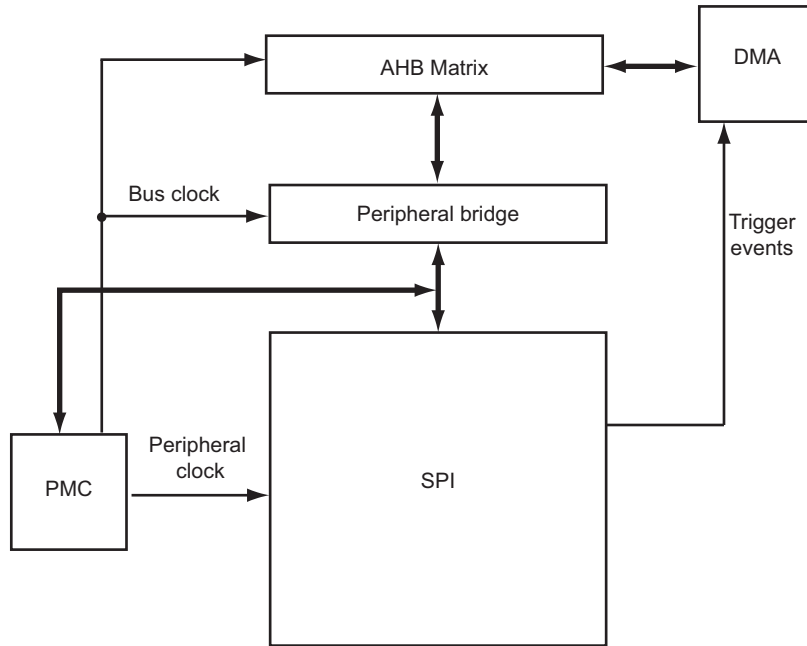 AHB Matrix
DMA
Bus clock
Peripheral bridge
Trigger
events
Peripheral
clock
PMC
SPI